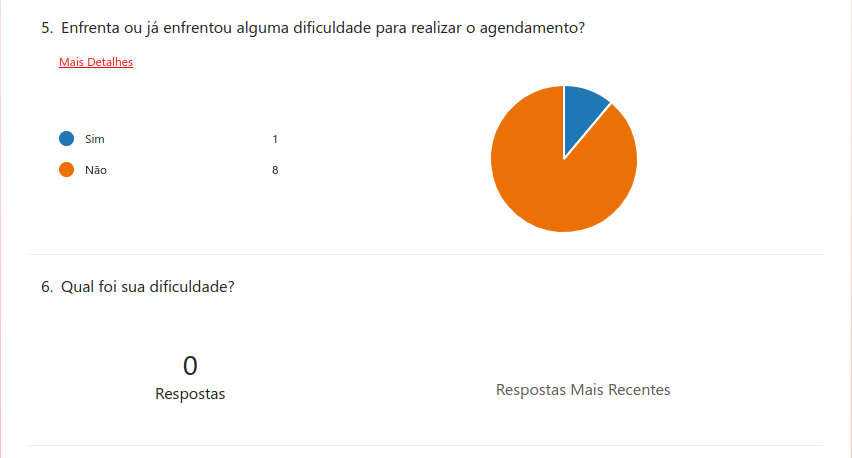 5. Enfrenta ou já enfrentou alguma dificuldade para realizar o agendamento?
Mais Detalhes
Sim 1
Não 8
6. Qual foi sua dificuldade?
0
Respostas
Respostas Mais Recentes